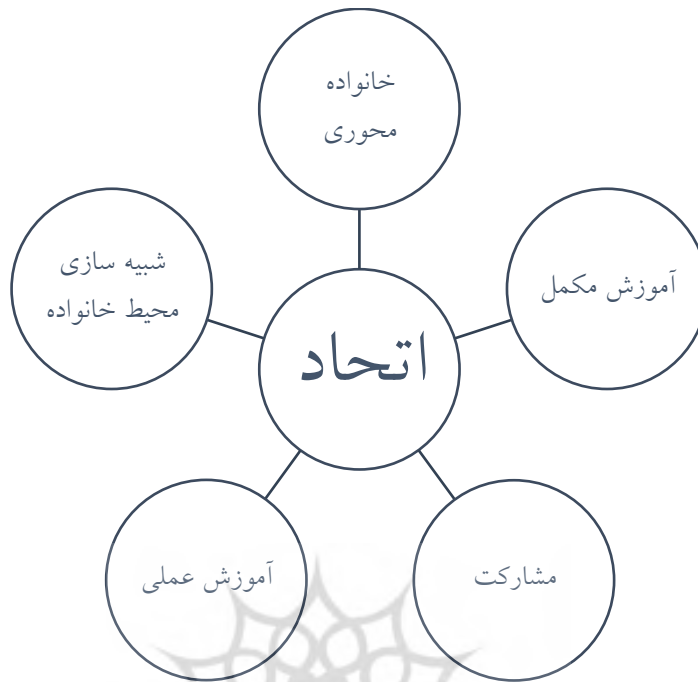 خانواده
محوری
آموزش مکمل
شبیه سازی
محیط خانواده
اتحاد
مشارکت
آموزش عملی